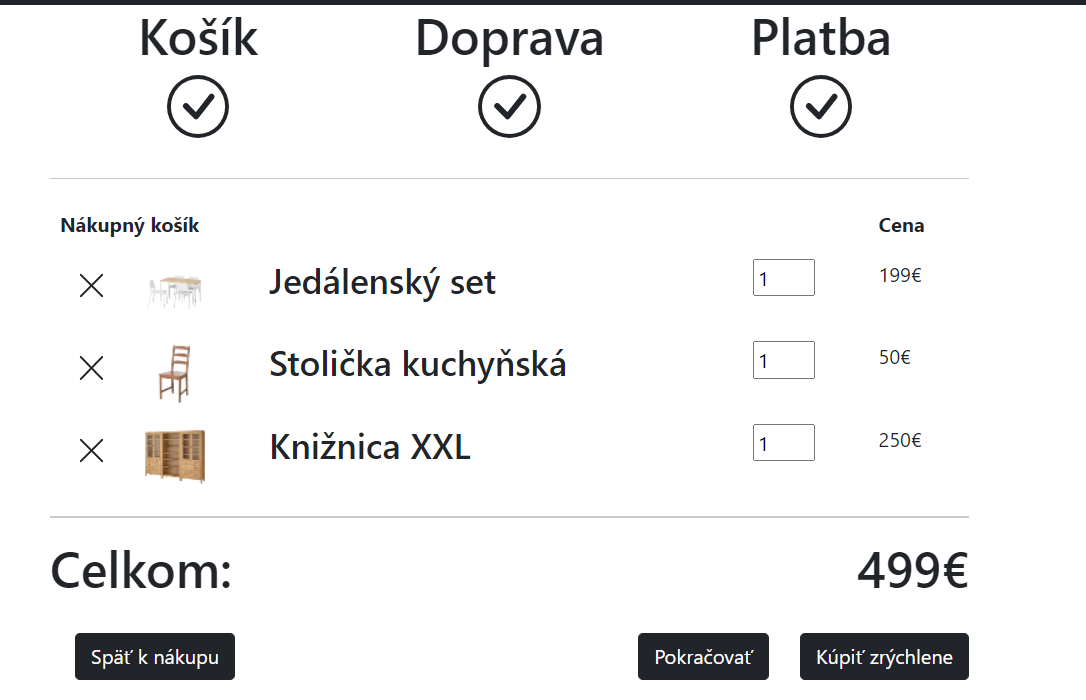 Košík Doprava Platba
Nákupný košík Cena
Jedálenský set 1 199€
Stolička kuchyňská 1 50€
Knižnica XXL 1 250€
Celkom: 499€
Späť k nákupu Pokračovať Kúpiť zrýchlene